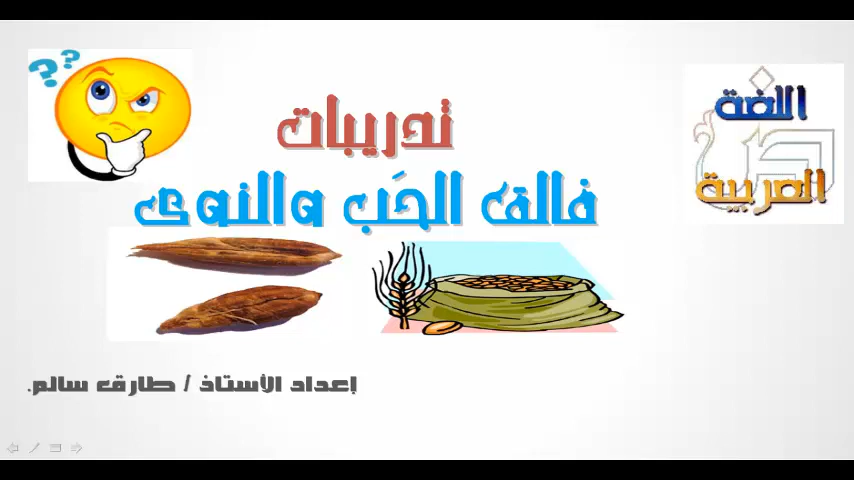 ؟؟
اللغة
العربية
تدريبات
فالق الحَب والنوى
إعداد الأستاذ / طارق سالم.